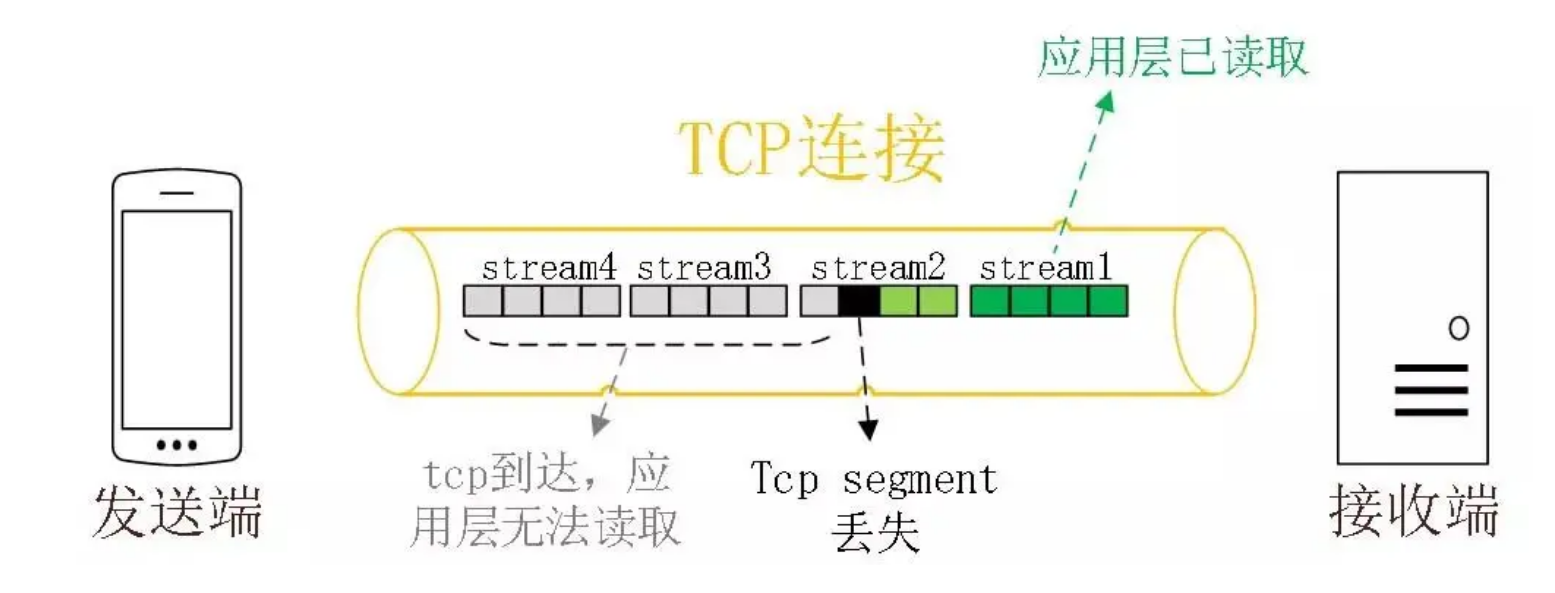 应用层已读取
TCP连接
stream4 stream3 stream2 stream1
tcp到达，应
用层无法读取
Tcp segment
丢失
发送端
接收端